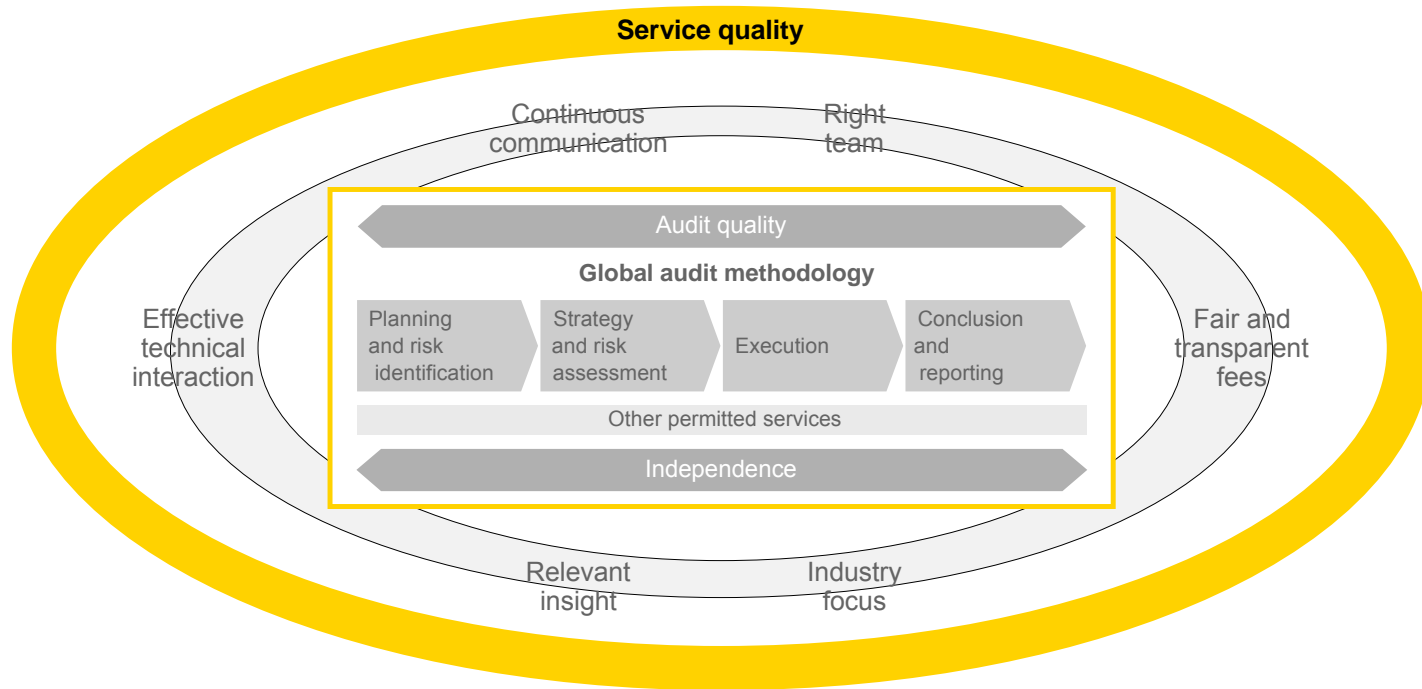 Service quality
Continuous
communication
Right
team
Audit quality
Global audit methodology
Effective
technical
interaction
Planning
and risk
identification
Strategy
and risk
assessment
Execution
Conclusion
and
reporting
Fair and
transparent
fees
Other permitted services
Independence
Relevant
insight
Industry
focus